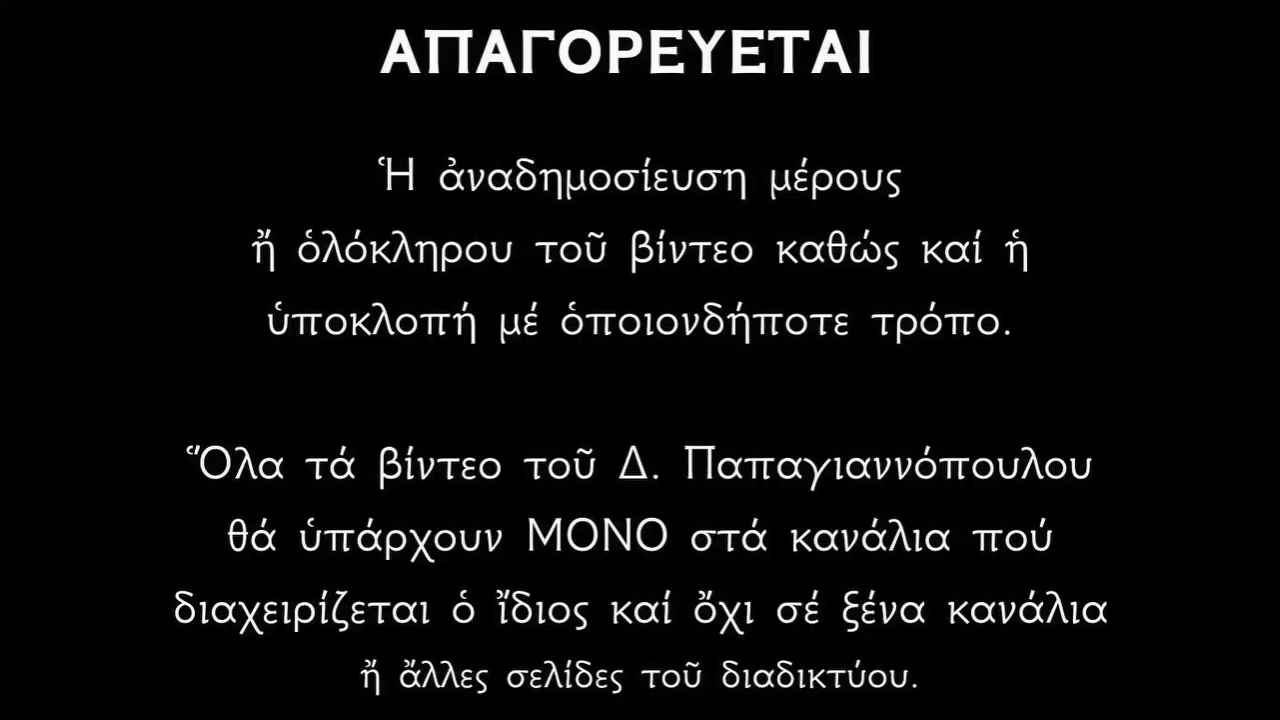 ΑΠΑΓΟΡΕΥΕΤΑΙ
Ἡ ἀναδημοσίευση μέρους
ἤ ὁλόκληρου τοῦ βίντεο καθώς καί ἡ
ὑποκλοπή μέ ὁποιονδήποτε τρόπο.
Ὅλα τά βίντεο τοῦ Δ. Παπαγιαννόπουλου
θά ὑπάρχουν ΜΟΝΟ στά κανάλια πού
διαχειρίζεται ὁ ἴδιος καί ὄχι σέ ξένα κανάλια
ἤ ἄλλες σελίδες τοῦ διαδικτύου.